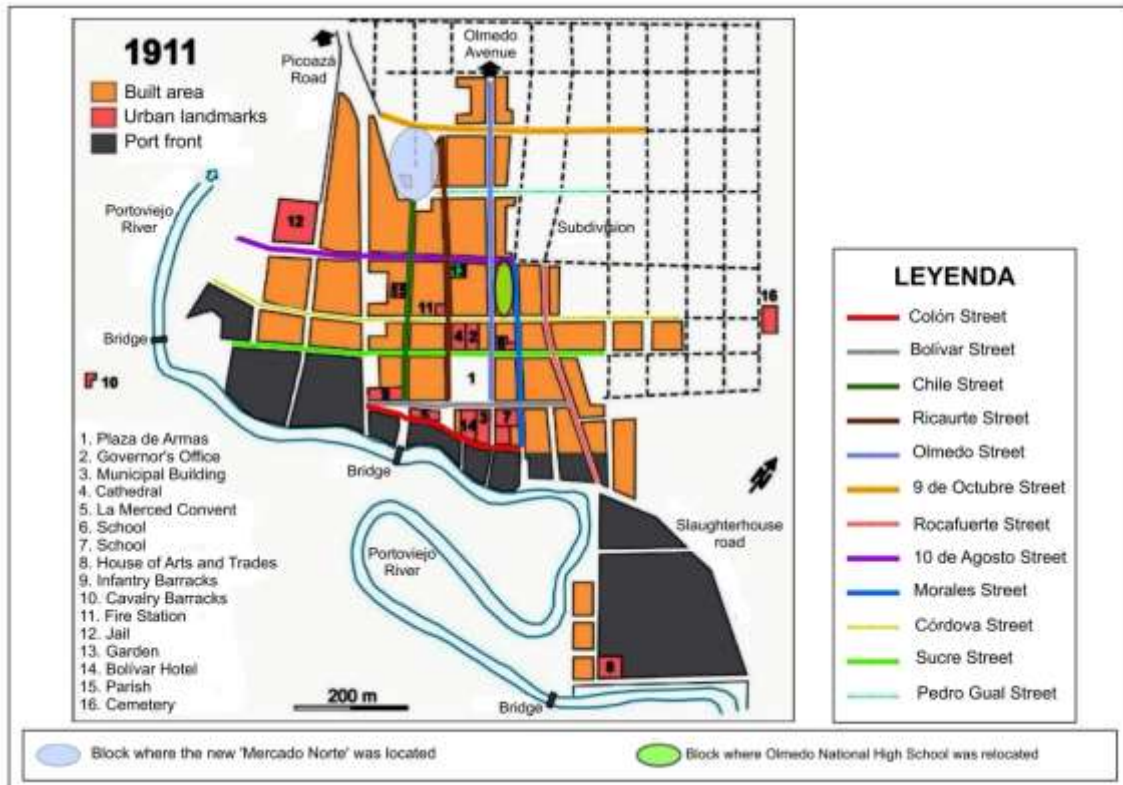 1911
Built area
Urban landmarks
Port front
Picoazá
Road
Olmedo
Avenue
Portoviejo
River
12
Subdivision
13
15
11
16
4 2
6
Bridge
1
10
9
5
14 3 7
Bridge
Portoviejo
River
Slaughterhouse
road
8
Bridge
200 m
N
1. Plaza de Armas
2. Governor's Office
3. Municipal Building
4. Cathedral
5. La Merced Convent
6. School
7. School
8. House of Arts and Trades
9. Infantry Barracks
10. Cavalry Barracks
11. Fire Station
12. Jail
13. Garden
14. Bolívar Hotel
15. Parish
16. Cemetery
LEYENDA
Colón Street
Bolívar Street
Chile Street
Ricaurte Street
Olmedo Street
9 de Octubre Street
Rocafuerte Street
10 de Agosto Street
Morales Street
Córdova Street
Sucre Street
Pedro Gual Street
Block where the new 'Mercado Norte' was located
Block where Olmedo National High School was relocated